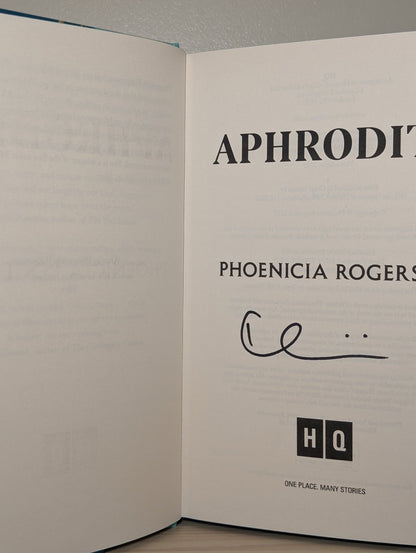 APHRODIT
PHOENICIA ROGERS
HQ
ONE PLACE. MANY STORIES